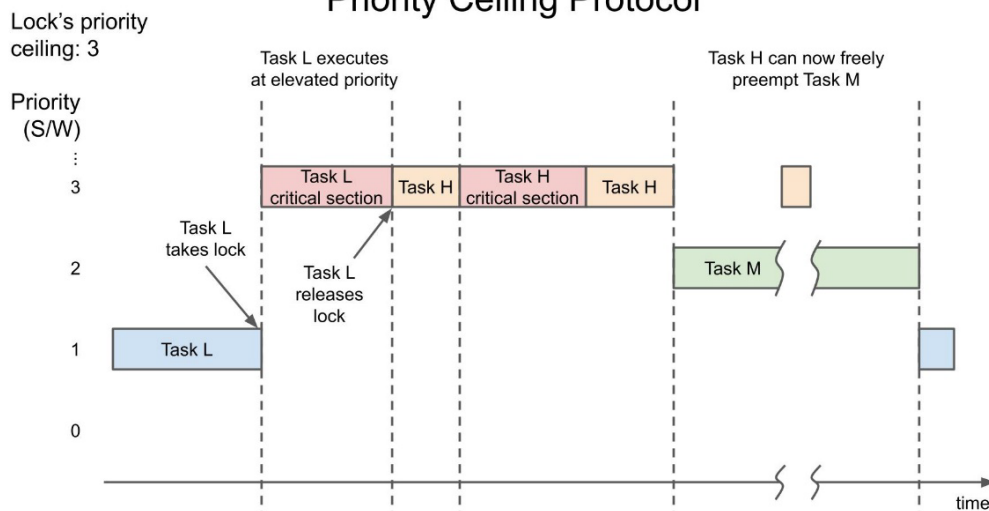 Priority Ceiling Protocol
Lock's priority
ceiling: 3
Task L executes
at elevated priority
Task H can now freely
preempt Task M
Priority
(S/W)
⋮
3
Task L
critical section
Task H
Task H
critical section
Task H
Task L
takes lock
Task L
releases
lock
2
Task M
1
Task L
0
time